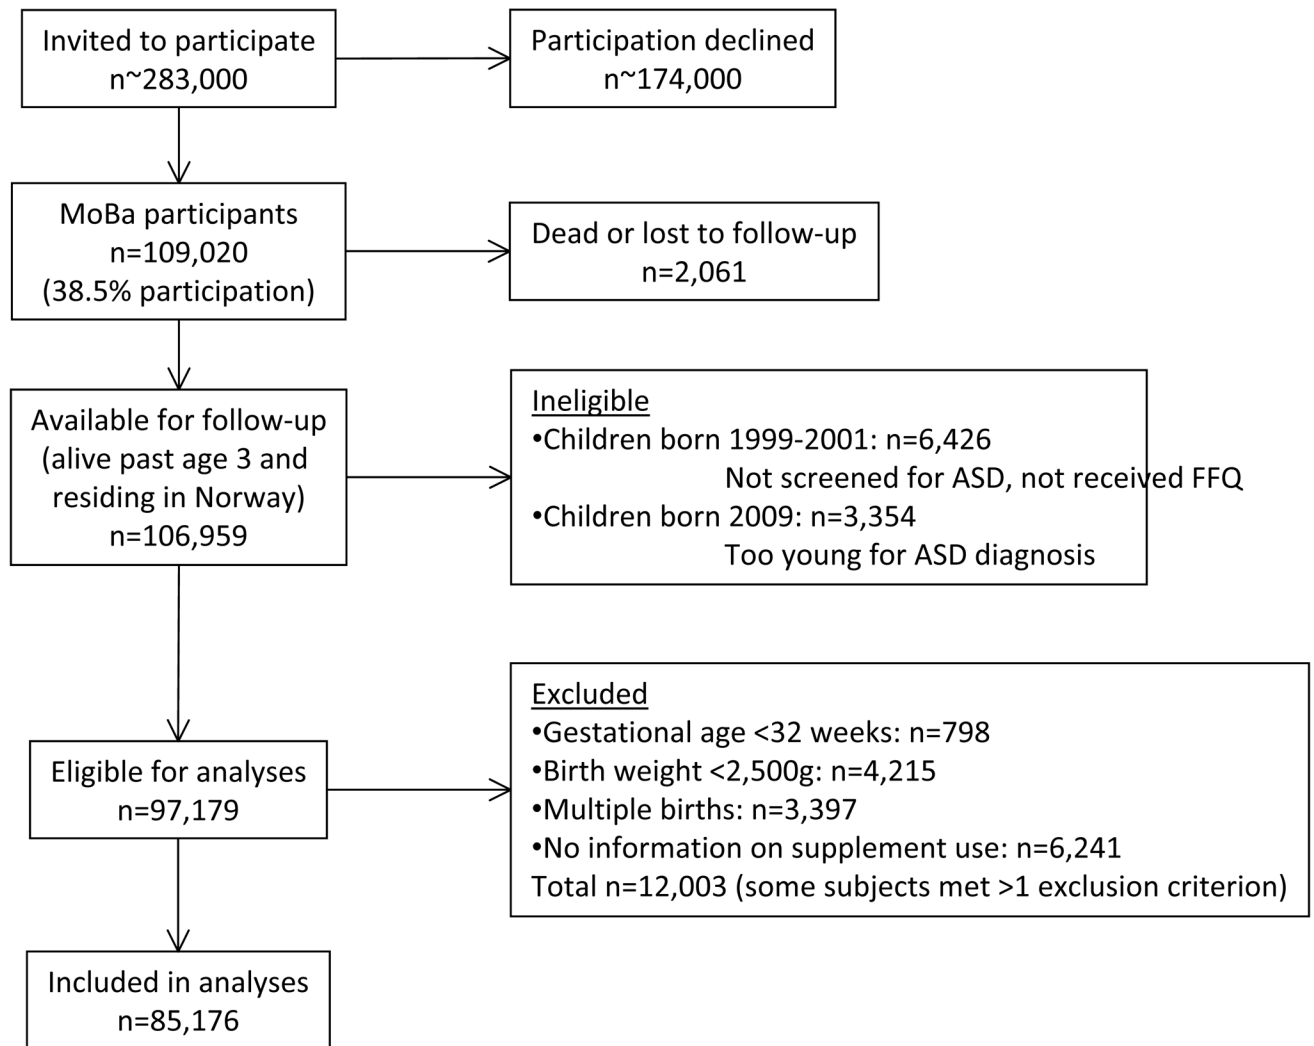 Invited to participate
n~283,000
Participation declined
n~174,000
MoBa participants
n=109,020
(38.5% participation)
Dead or lost to follow-up
n=2,061
Available for follow-up
(alive past age 3 and
residing in Norway)
n=106,959
Ineligible
•Children born 1999-2001: n=6,426
Not screened for ASD, not received FFQ
•Children born 2009: n=3,354
Too young for ASD diagnosis
Eligible for analyses
n=97,179
Excluded
•Gestational age <32 weeks: n=798
•Birth weight <2,500g: n=4,215
•Multiple births: n=3,397
•No information on supplement use: n=6,241
Total n=12,003 (some subjects met >1 exclusion criterion)
Included in analyses
n=85,176